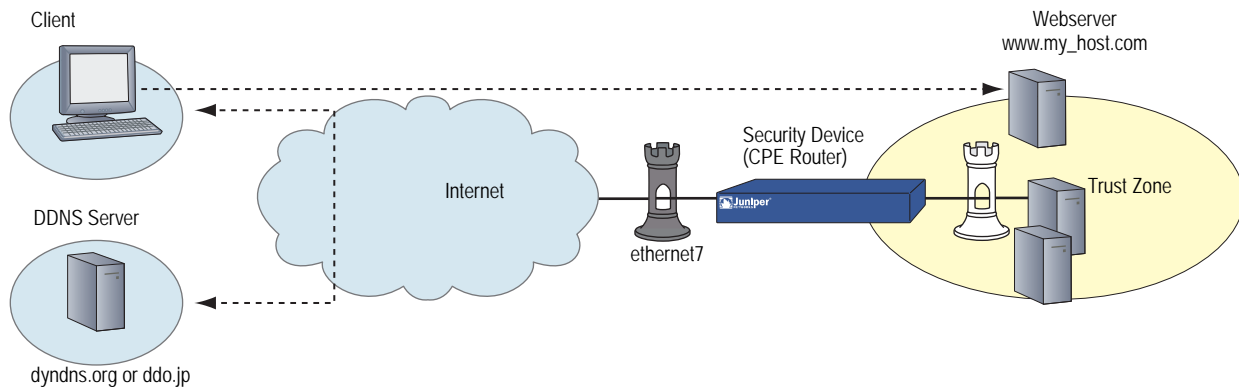 Client
Webserver
www.my_host.com
Security Device
(CPE Router)
Internet
Juniper
NETWORKS
Trust Zone
DDNS Server
ethernet7
dyndns.org or ddo.jp